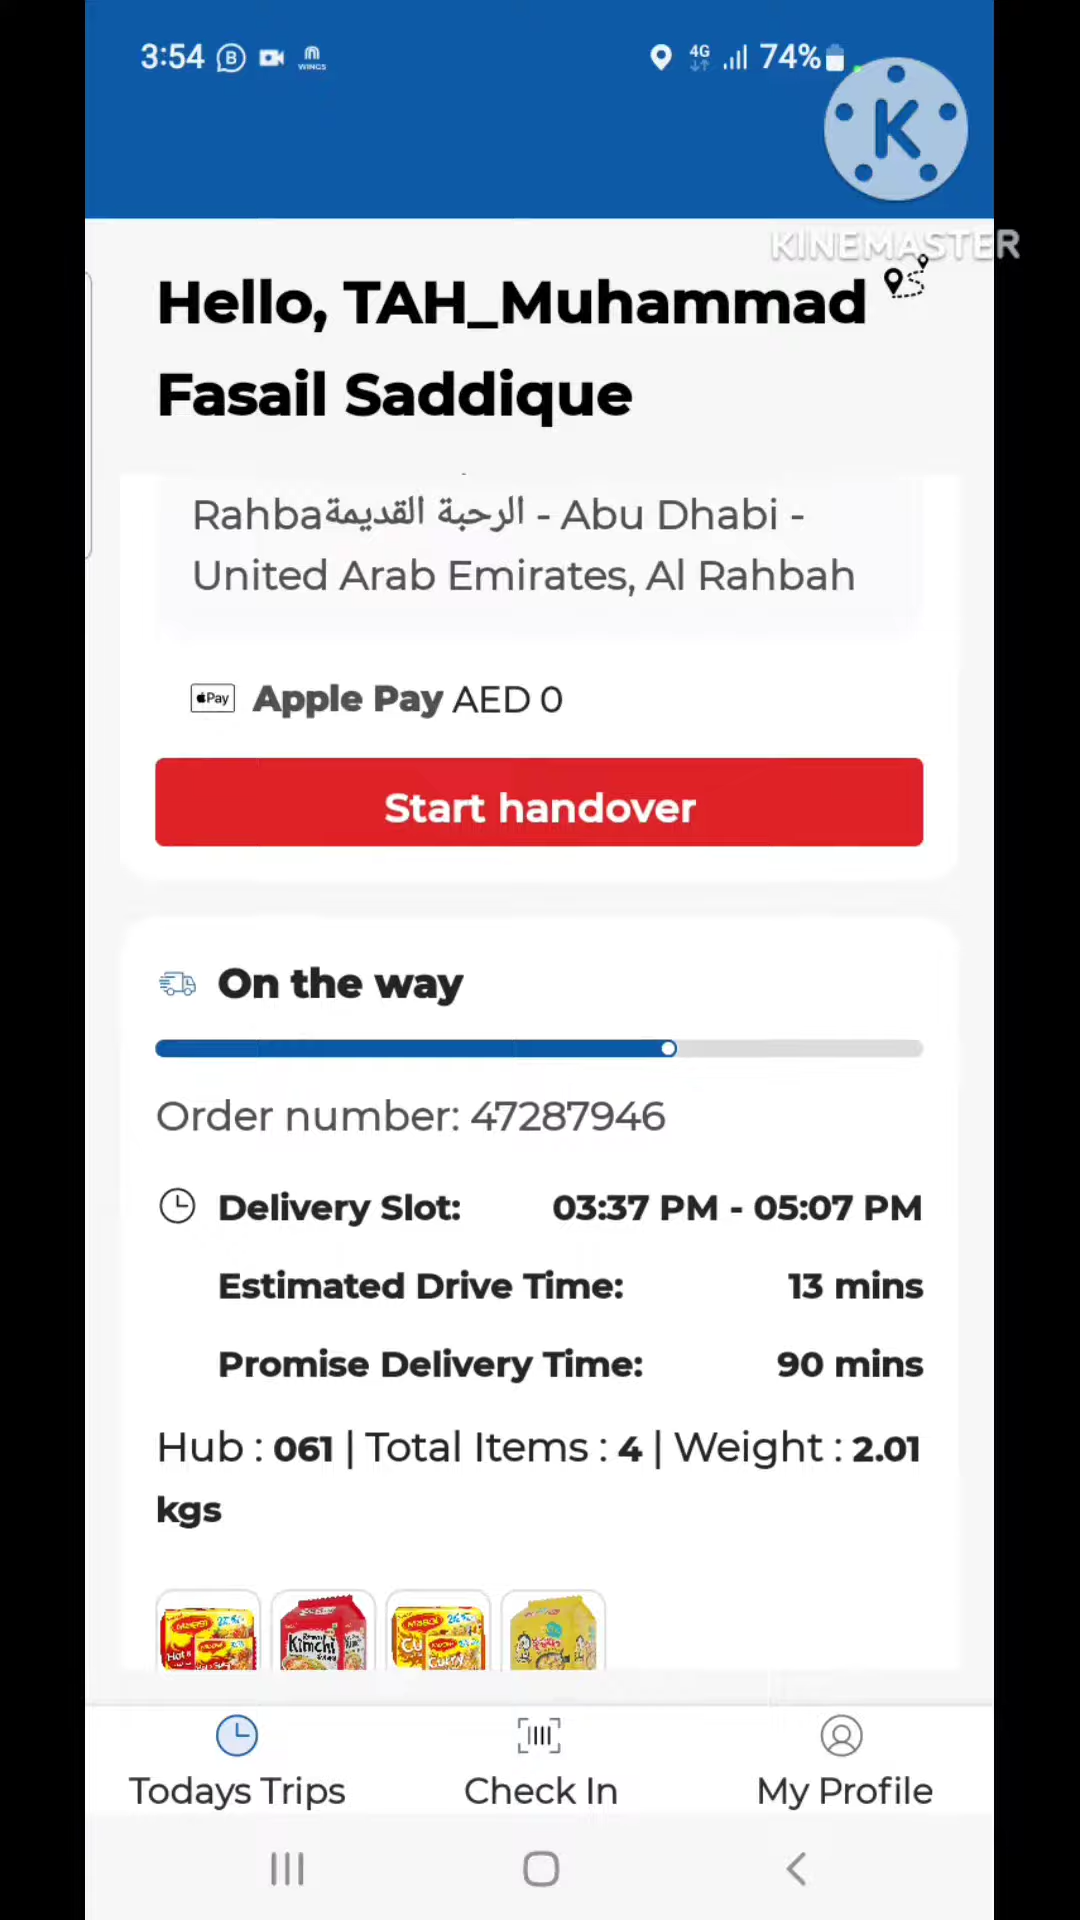 3:54 B WINGS 4G 74%
K
KINEMASTER
Hello, TAH_Muhammad
Fasail Saddique
Rahbaالرحبة القديمة - Abu Dhabi -
United Arab Emirates, Al Rahbah
Pay Apple Pay AED 0
Start handover
On the way
Order number: 47287946
Delivery Slot: 03:37 PM - 05:07 PM
Estimated Drive Time: 13 mins
Promise Delivery Time: 90 mins
Hub : 061 | Total Items : 4 | Weight : 2.01
kgs
Kimchi
Todays Trips Check In My Profile